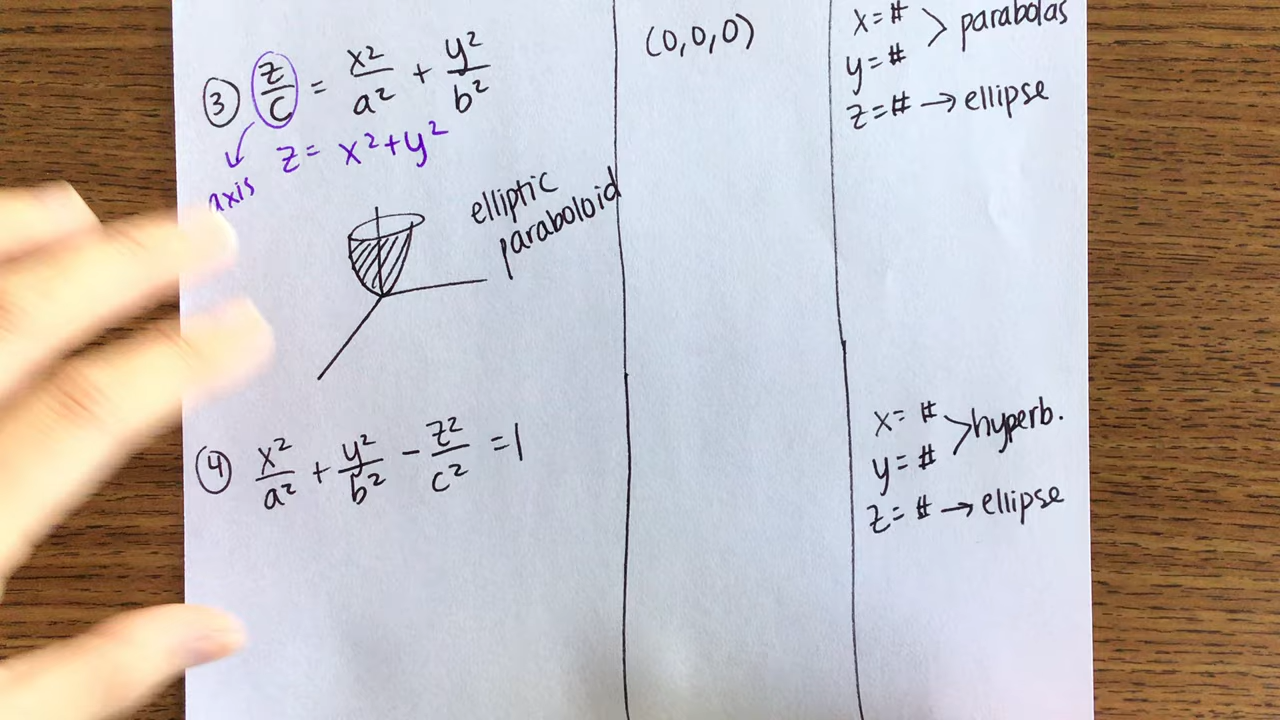 ③ z/c = x²/a² + y²/b²
(0,0,0)
x=#
y=# > parabolas
z=# → ellipse
axis z = x²+y²
elliptic
paraboloid
④ x²/a² + y²/b² - z²/c² =1
x= #
y= # > hyperb.
z= # → ellipse